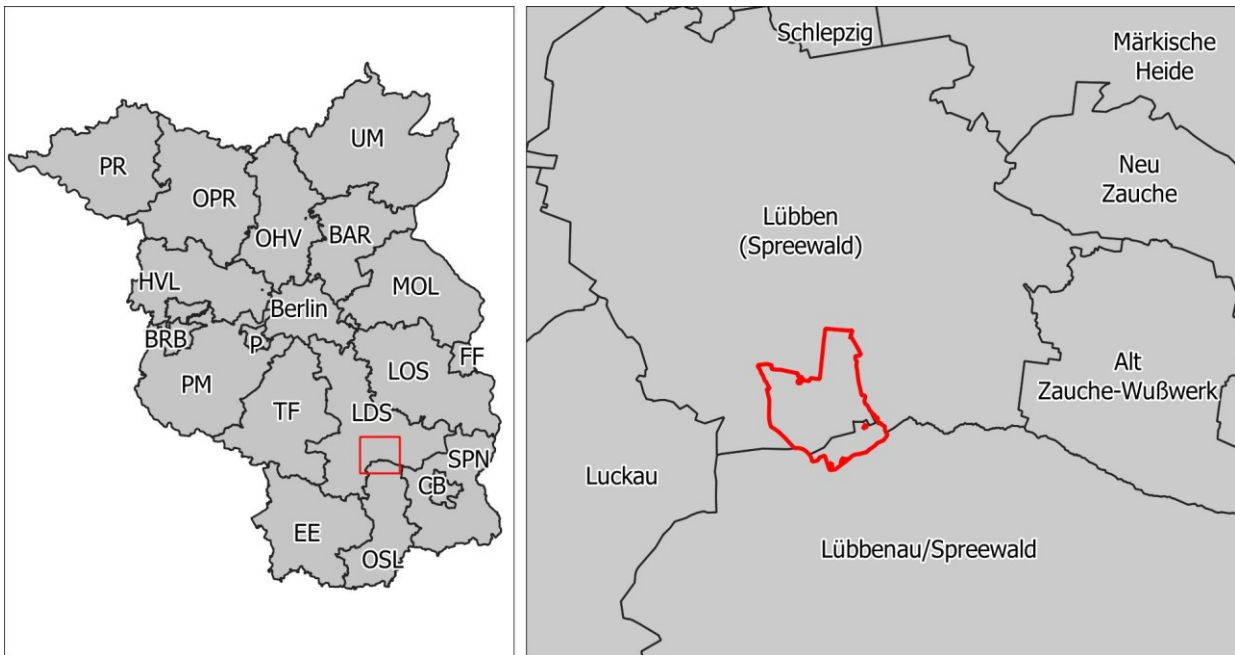 UM
PR
OPR
OHV
BAR
HVL
MOL
Berlin
BRB
P
FF
PM
LOS
TF
LDS
SPN
CB
EE
OSL
Schlepzig
Märkische
Heide
Neu
Zauche
Lübben
(Spreewald)
Alt
Zauche-Wußwerk
Luckau
Lübbenau/Spreewald